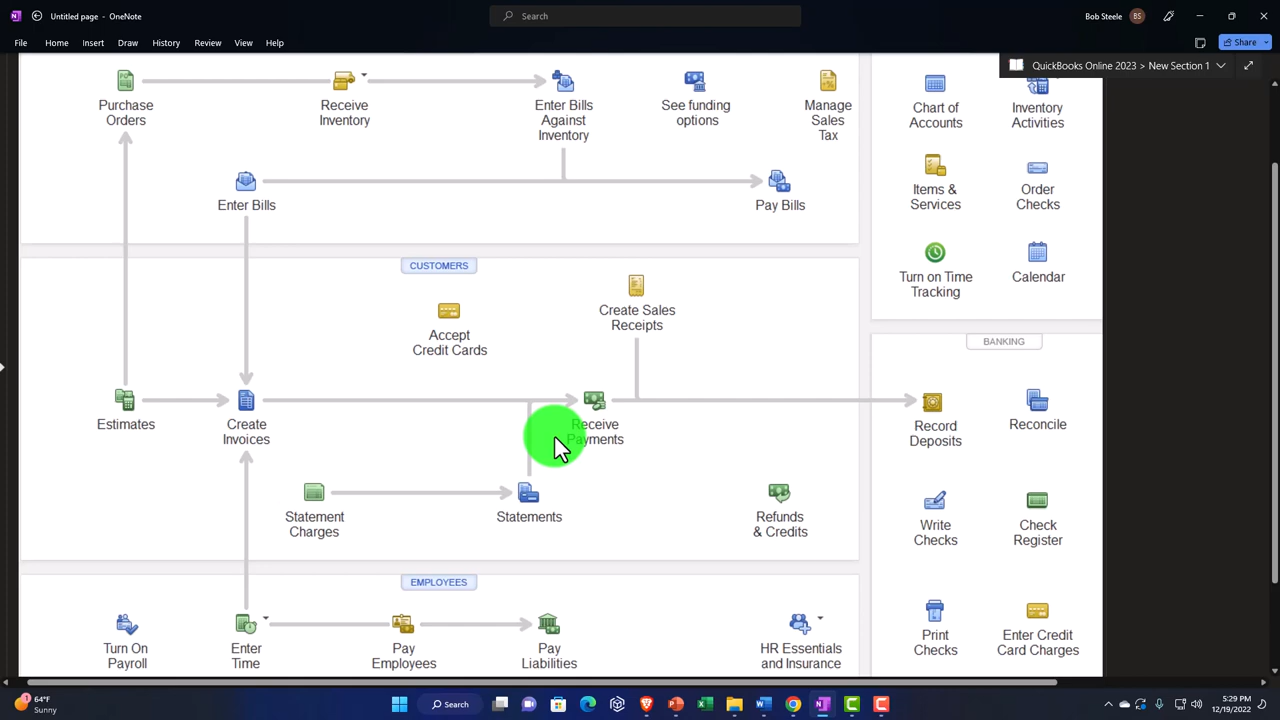 Untitled page - OneNote
Search
Bob Steele
BS
File
Home
Insert
Draw
History
Review
View
Help
Share
QuickBooks Online 2023 > New Section 1
Purchase
Orders
Receive
Inventory
Enter Bills
Against
Inventory
See funding
options
Manage
Sales
Tax
Chart of
Accounts
Inventory
Activities
Enter Bills
Pay Bills
Items &
Services
Order
Checks
Turn on Time
Tracking
Calendar
CUSTOMERS
Create Sales
Receipts
Accept
Credit Cards
Estimates
Create
Invoices
Receive
Payments
Statement
Charges
Statements
Refunds
& Credits
BANKING
Record
Deposits
Reconcile
Write
Checks
Check
Register
Print
Checks
Enter Credit
Card Charges
EMPLOYEES
Turn On
Payroll
Enter
Time
Pay
Employees
Pay
Liabilities
HR Essentials
and Insurance
64°F
Sunny
Search
5:29 PM
12/19/2022